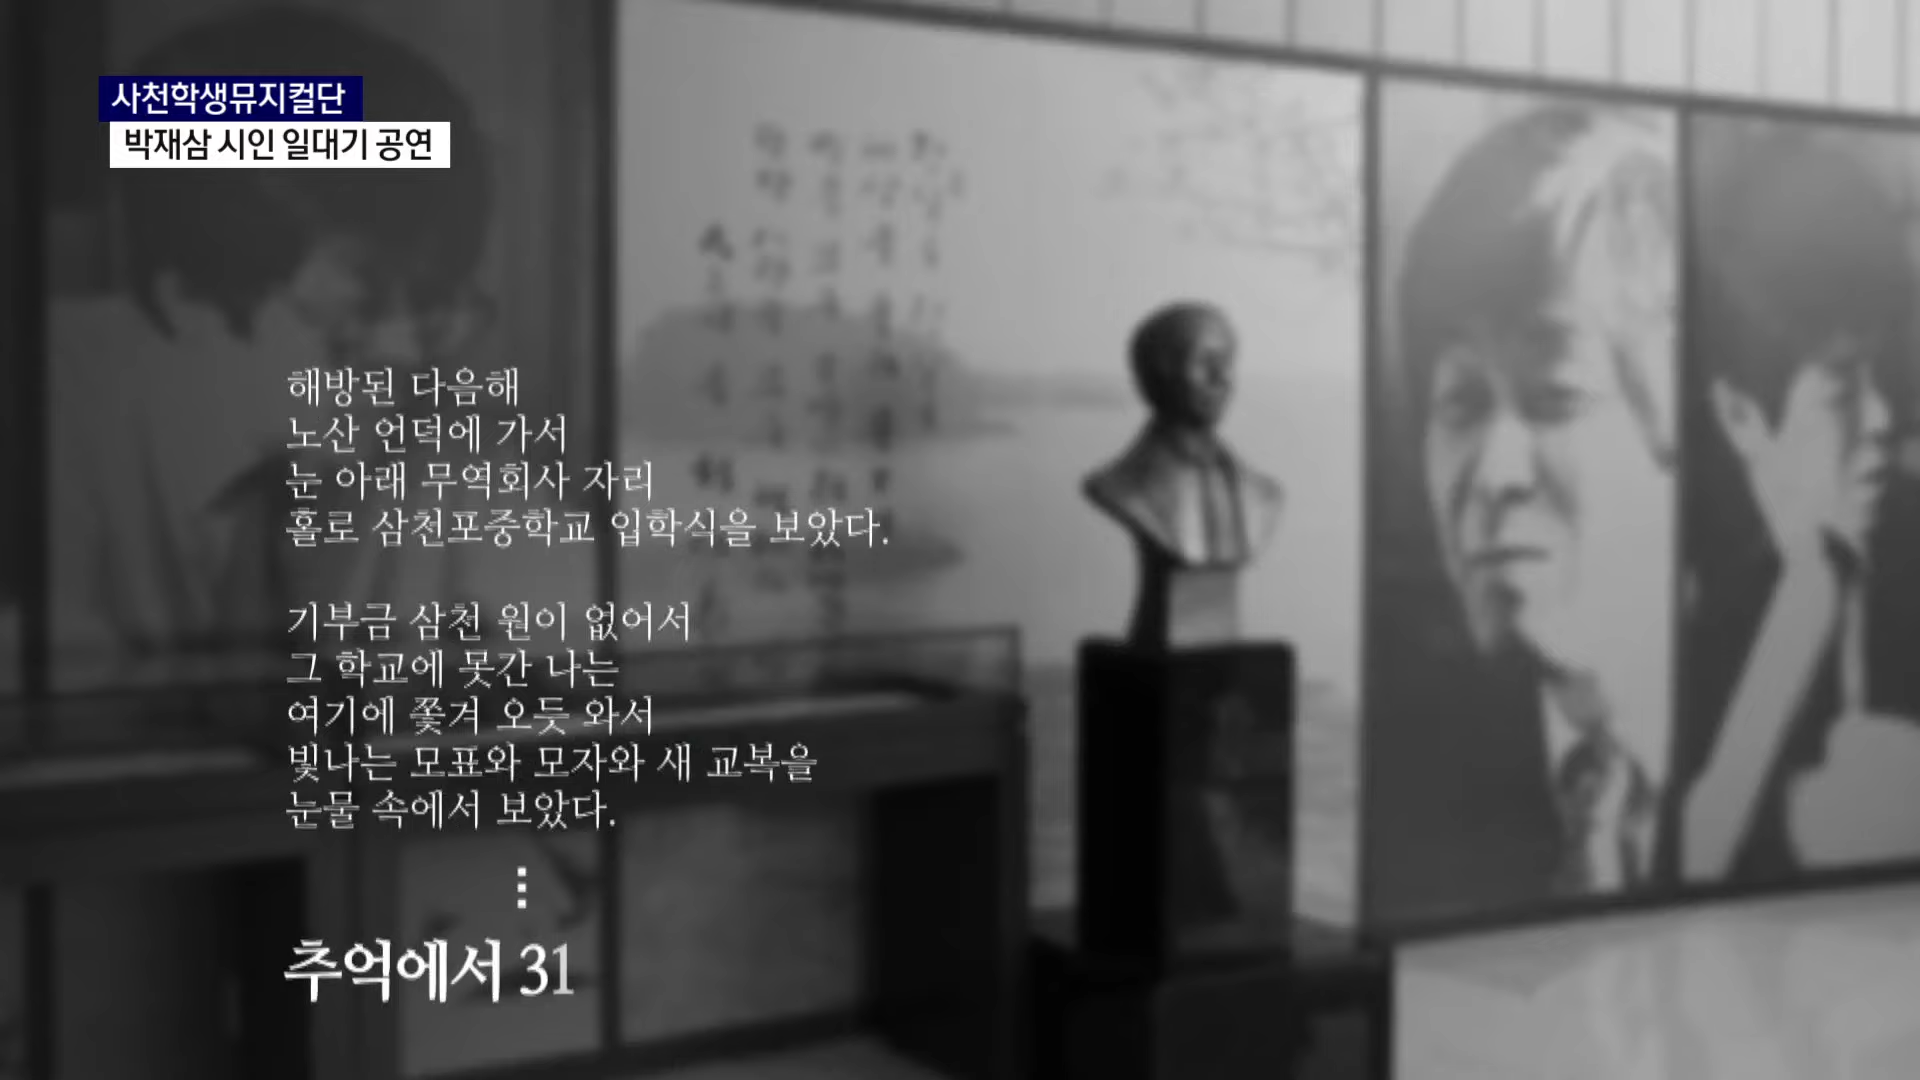 사천학생뮤지컬단
박재삼 시인 일대기 공연
해방된 다음해
노산 언덕에 가서
눈 아래 무역회사 자리
홀로 삼천포중학교 입학식을 보았다.
기부금 삼천 원이 없어서
그 학교에 못간 나는
여기에 쫓겨 오듯 와서
빛나는 모표와 모자와 새 교복을
눈물 속에서 보았다.
⋮
추억에서 31